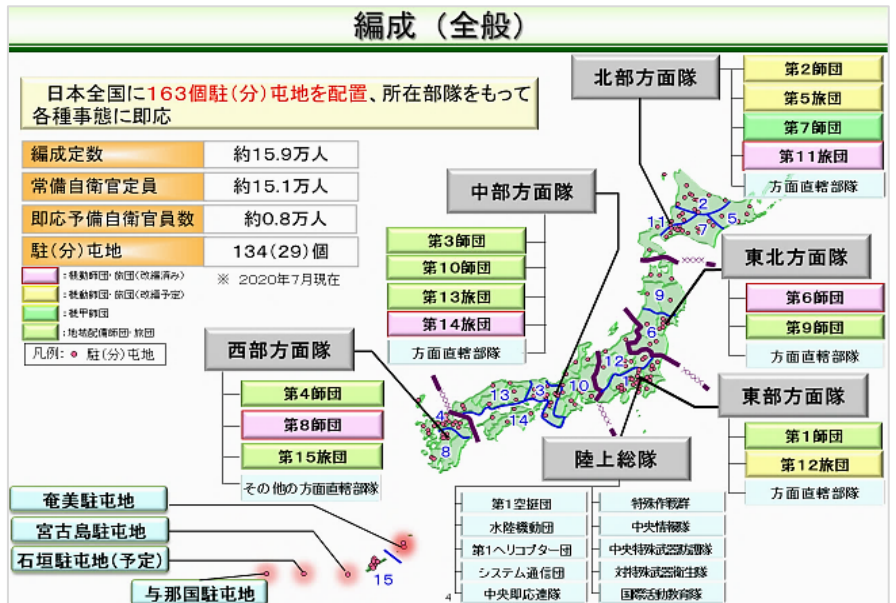 編成（全般）
日本全国に163個駐(分)屯地を配置、所在部隊をもって
各種事態に即応
編成定数 約15.9万人
常備自衛官定員 約15.1万人
即応予備自衛官員数 約0.8万人
駐(分)屯地 134(29)個
※ 2020年7月現在
：機動師団・旅団(改編済み)
：機動師団・旅団(改編予定)
：機甲師団
：地域配備師団・旅団
凡例： 駐(分)屯地
北部方面隊
第2師団
第5旅団
第7師団
第11旅団
方面直轄部隊
中部方面隊
第3師団
第10師団
第13旅団
第14旅団
方面直轄部隊
東北方面隊
第6師団
第9師団
方面直轄部隊
西部方面隊
第4師団
第8師団
第15旅団
その他の方面直轄部隊
東部方面隊
第1師団
第12旅団
方面直轄部隊
陸上総隊
第1空挺団
水陸機動団
第1ヘリコプター団
システム通信団
中央即応連隊
特殊作戦群
中央情報隊
中央特殊武器防護隊
対特殊武器衛生隊
国際活動教育隊
奄美駐屯地
宮古島駐屯地
石垣駐屯地(予定)
与那国駐屯地
2
5
7
11
9
6
12
1
10
3
13
14
4
8
15
4